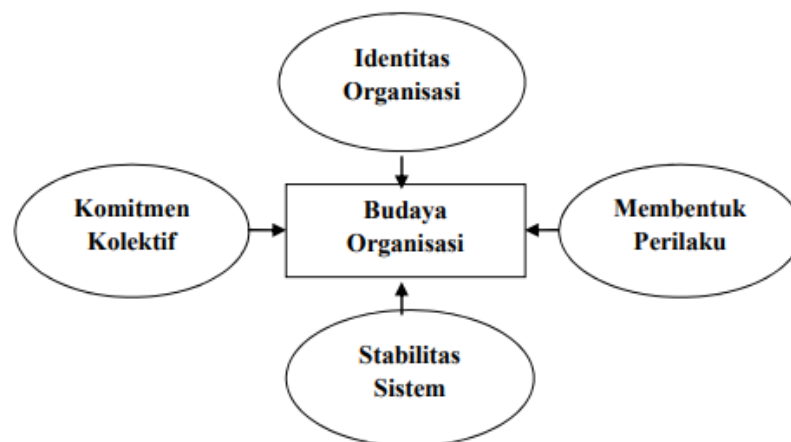 Identitas
Organisasi
Komitmen
Kolektif
Budaya
Organisasi
Membentuk
Perilaku
Stabilitas
Sistem